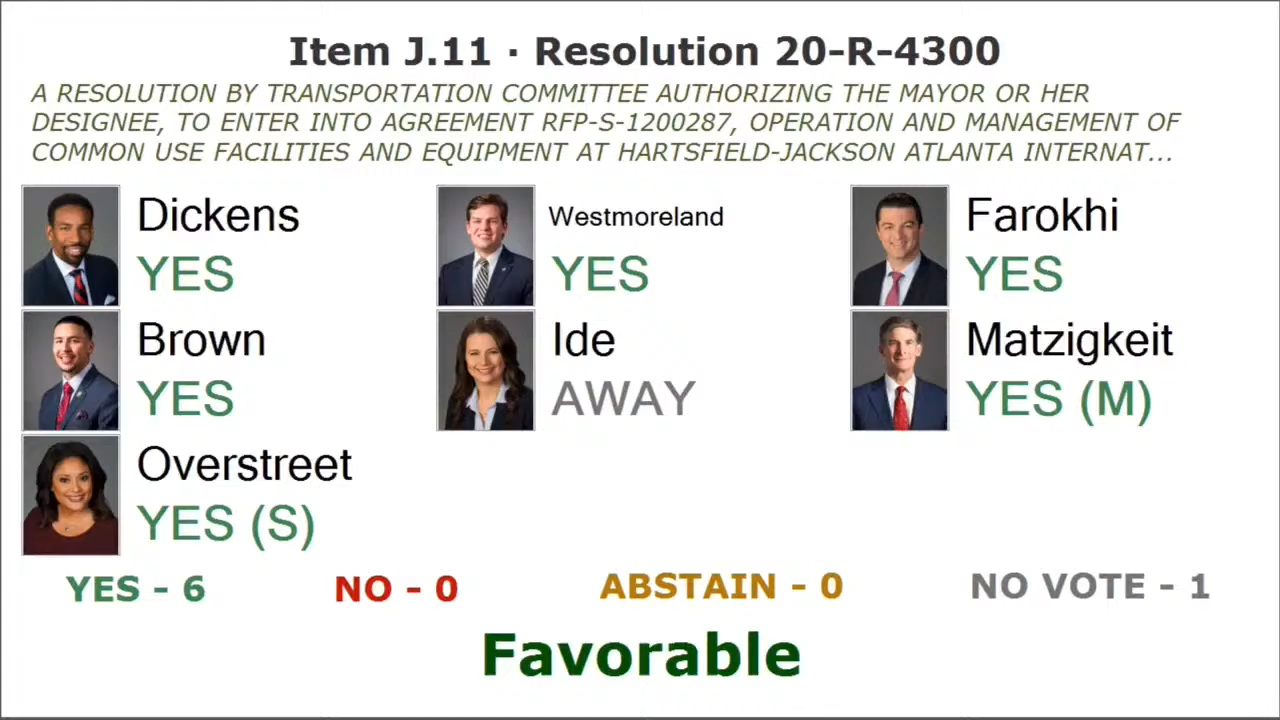 Item J.11 · Resolution 20-R-4300
A RESOLUTION BY TRANSPORTATION COMMITTEE AUTHORIZING THE MAYOR OR HER
DESIGNEE, TO ENTER INTO AGREEMENT RFP-S-1200287, OPERATION AND MANAGEMENT OF
COMMON USE FACILITIES AND EQUIPMENT AT HARTSFIELD-JACKSON ATLANTA INTERNAT...
Dickens
YES
Westmoreland
YES
Farokhi
YES
Brown
YES
Ide
AWAY
Matzigkeit
YES (M)
Overstreet
YES (S)
YES - 6
NO - 0
ABSTAIN - 0
NO VOTE - 1
Favorable